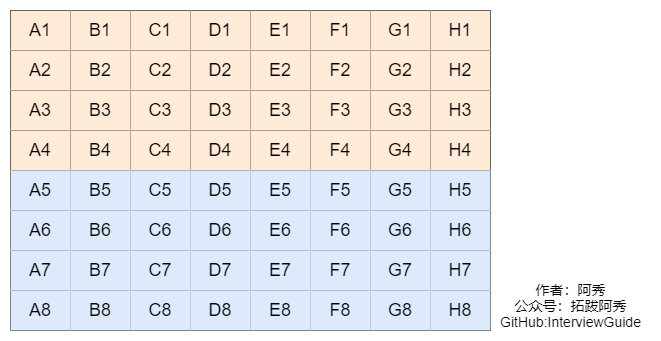 A1 B1 C1 D1 E1 F1 G1 H1
A2 B2 C2 D2 E2 F2 G2 H2
A3 B3 C3 D3 E3 F3 G3 H3
A4 B4 C4 D4 E4 F4 G4 H4
A5 B5 C5 D5 E5 F5 G5 H5
A6 B6 C6 D6 E6 F6 G6 H6
A7 B7 C7 D7 E7 F7 G7 H7
A8 B8 C8 D8 E8 F8 G8 H8
作者：阿秀
公众号：拓跋阿秀
GitHub:InterviewGuide